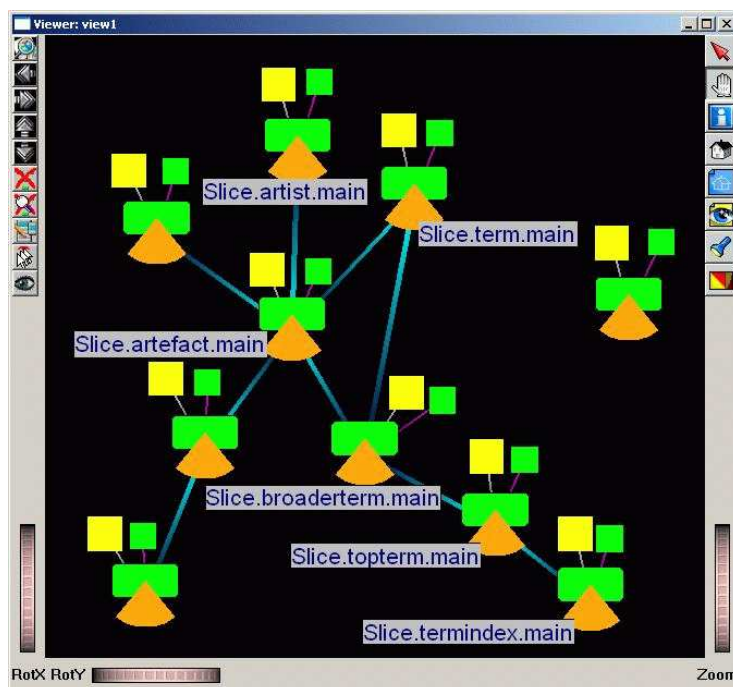 Viewer: view1
Slice.artist.main
Slice.term.main
Slice.artefact.main
Slice.broaderterm.main
Slice.topterm.main
Slice.termindex.main
RotX RotY
Zoom